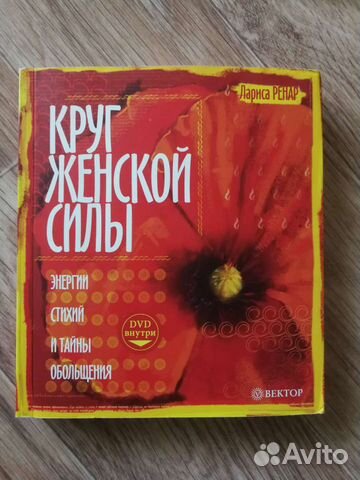 Лариса РЕНАР
КРУГ
ЖЕНСКОЙ
СИЛЫ
ЭНЕРГИИ
СТИХИЙ
И ТАЙНЫ
ОБОЛЬЩЕНИЯ
DVD
внутри
ВЕКТОР
Avito